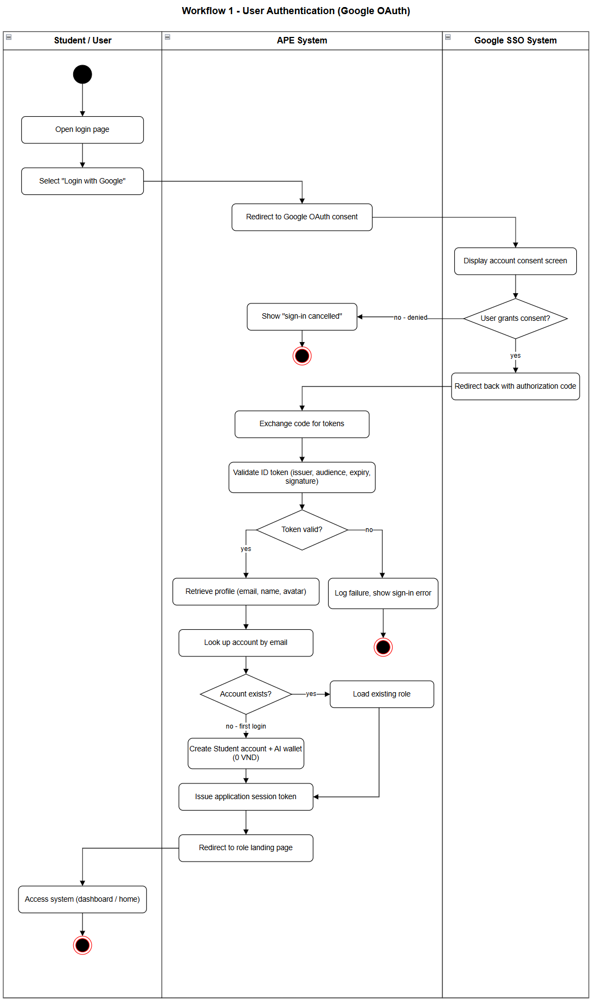 Workflow 1 - User Authentication (Google OAuth)
Student / User
APE System
Google SSO System
Open login page
Select "Login with Google"
Redirect to Google OAuth consent
Display account consent screen
User grants consent?
no - denied
Show "sign-in cancelled"
yes
Redirect back with authorization code
Exchange code for tokens
Validate ID token (issuer, audience, expiry,
signature)
Token valid?
yes
no
Retrieve profile (email, name, avatar)
Log failure, show sign-in error
Look up account by email
Account exists?
yes
Load existing role
no - first login
Create Student account + AI wallet
(0 VND)
Issue application session token
Redirect to role landing page
Access system (dashboard / home)